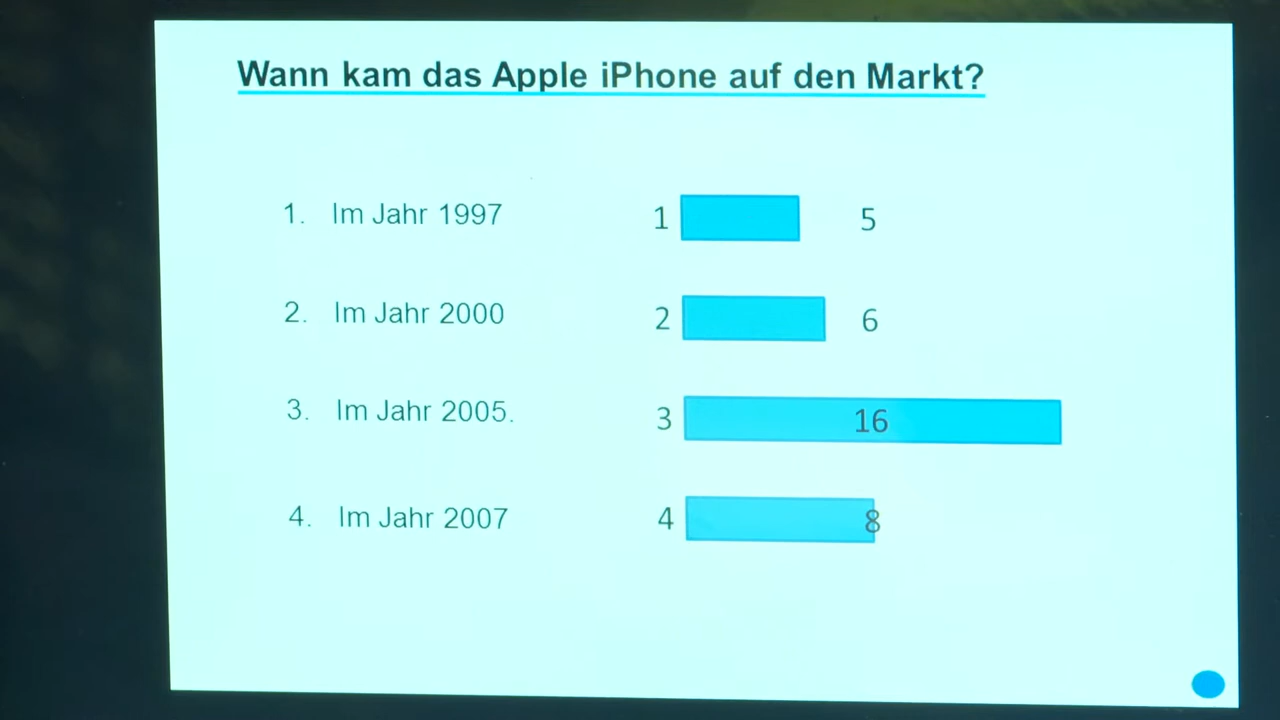 Wann kam das Apple iPhone auf den Markt?
1. Im Jahr 1997 1 5
2. Im Jahr 2000 2 6
3. Im Jahr 2005. 3 16
4. Im Jahr 2007 4 8